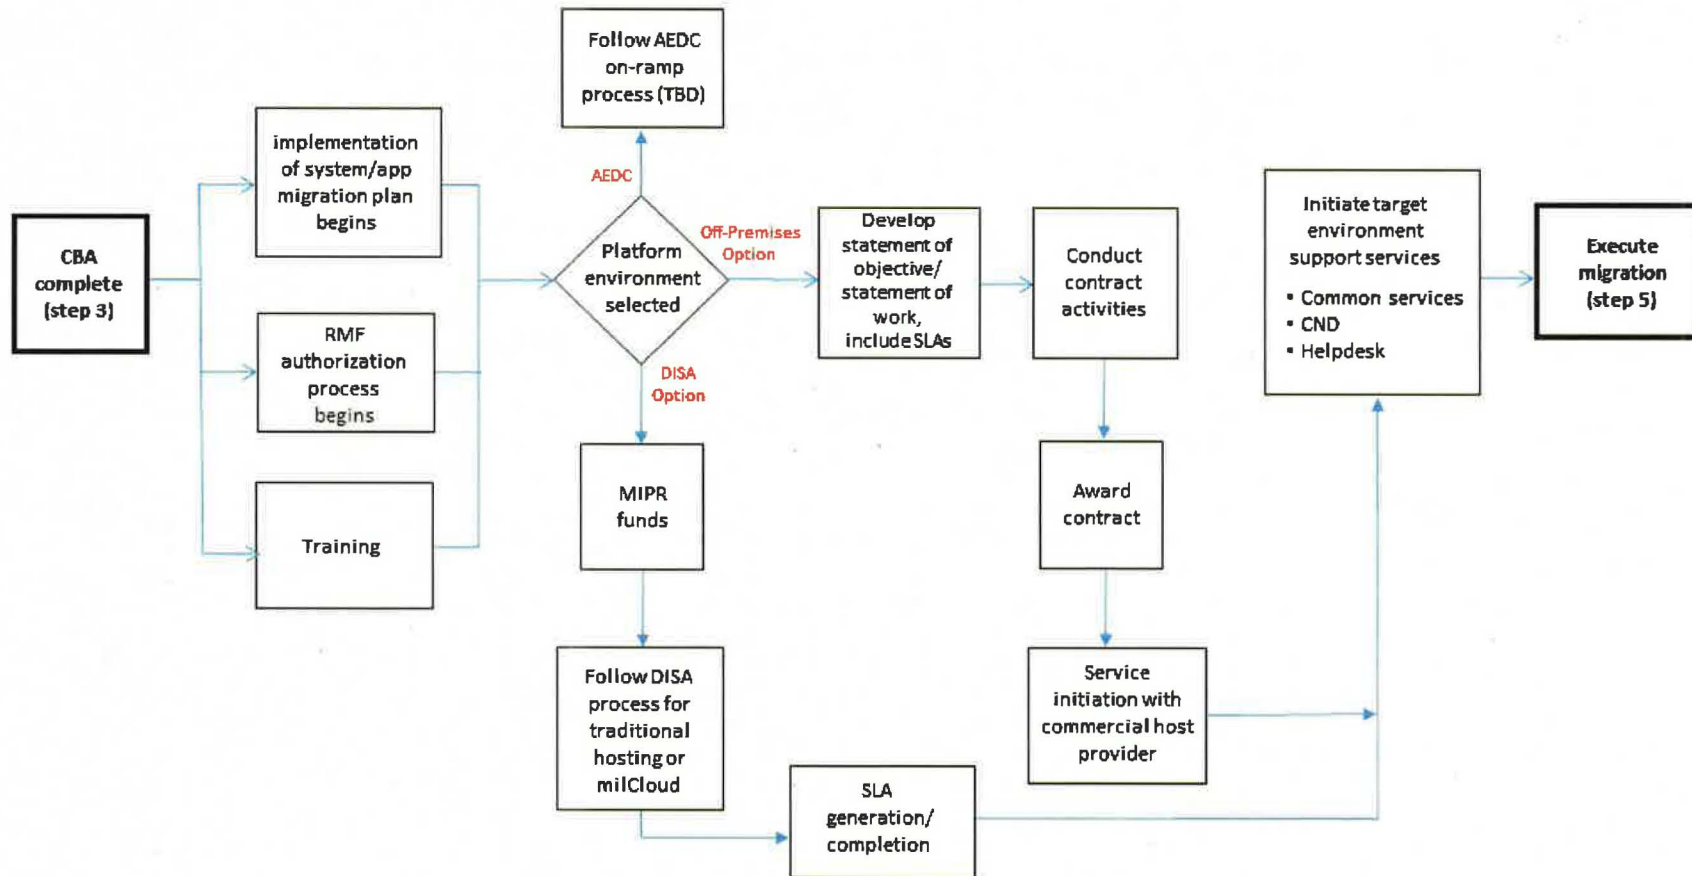 CBA
complete
(step 3)
implementation
of system/app
migration plan
begins
RMF
authorization
process
begins
Training
Follow AEDC
on-ramp
process (TBD)
AEDC
Platform
environment
selected
Off-Premises
Option
DISA
Option
Develop
statement of
objective/
statement of
work,
include SLAs
Conduct
contract
activities
Award
contract
Service
initiation with
commercial host
provider
MIPR
funds
Follow DISA
process for
traditional
hosting or
milCloud
SLA
generation/
completion
Initiate target
environment
support services
▪ Common services
▪ CND
▪ Helpdesk
Execute
migration
(step 5)